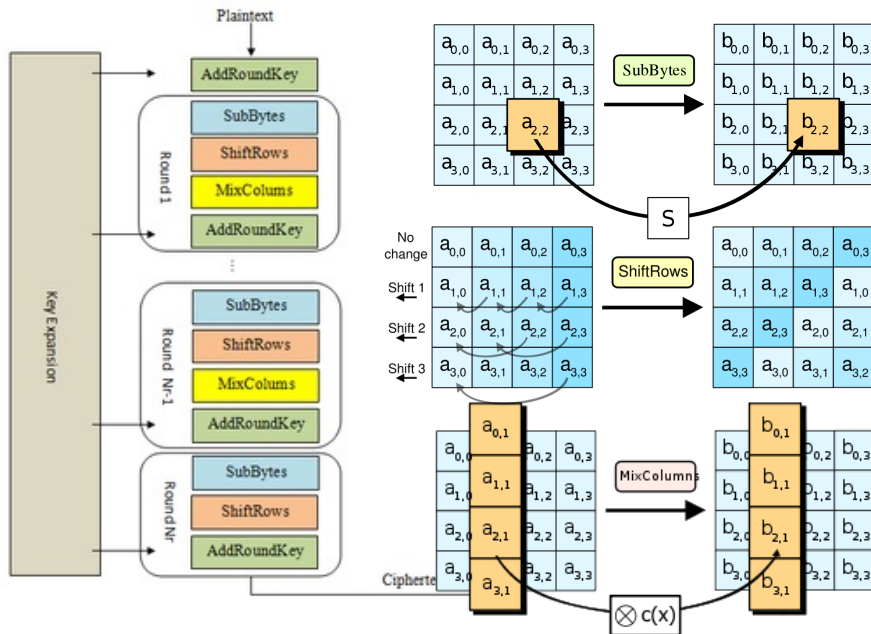 Plaintext
Key Expansion
AddRoundKey
Round 1
SubBytes
ShiftRows
MixColums
AddRoundKey
...
Round Nr-1
SubBytes
ShiftRows
MixColums
AddRoundKey
Round Nr
SubBytes
ShiftRows
AddRoundKey
Cipherte
a0,0 a0,1 a0,2 a0,3
a1,0 a1,1 a1,2 a1,3
a2,0 a2,1 a2,2 a2,3
a3,0 a3,1 a3,2 a3,3
SubBytes
b0,0 b0,1 b0,2 b0,3
b1,0 b1,1 b1,2 b1,3
b2,0 b2,1 b2,2 b2,3
b3,0 b3,1 b3,2 b3,3
S
No
change
Shift 1
Shift 2
Shift 3
a0,0 a0,1 a0,2 a0,3
a1,0 a1,1 a1,2 a1,3
a2,0 a2,1 a2,2 a2,3
a3,0 a3,1 a3,2 a3,3
ShiftRows
a0,0 a0,1 a0,2 a0,3
a1,1 a1,2 a1,3 a1,0
a2,2 a2,3 a2,0 a2,1
a3,3 a3,0 a3,1 a3,2
a0,0 a0,1 a0,2 a0,3
a1,0 a1,1 a1,2 a1,3
a2,0 a2,1 a2,2 a2,3
a3,0 a3,1 a3,2 a3,3
MixColumns
b0,0 b0,1 b0,2 b0,3
b1,0 b1,1 b1,2 b1,3
b2,0 b2,1 b2,2 b2,3
b3,0 b3,1 b3,2 b3,3
⊗ c(x)